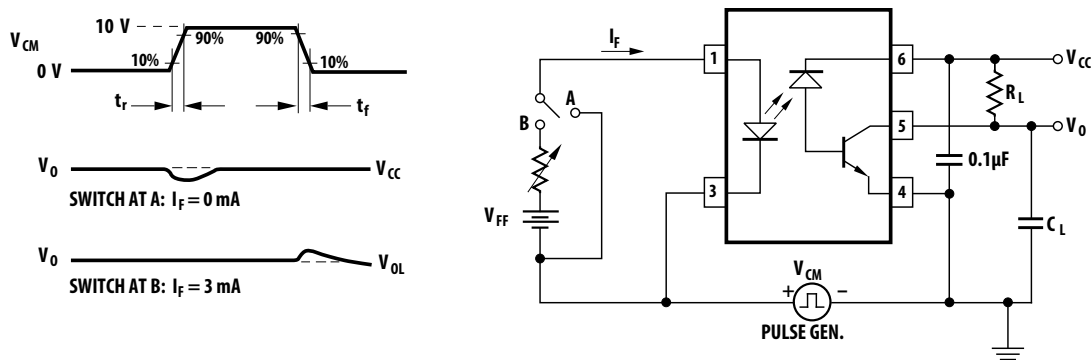 10 V
V_CM
90%
90%
10%
10%
0 V
t_r
t_f
V_O
V_CC
SWITCH AT A: I_F = 0 mA
V_O
V_OL
SWITCH AT B: I_F = 3 mA
I_F
1
6
V_CC
A
R_L
B
5
V_O
0.1µF
3
4
V_FF
C_L
V_CM
+
–
PULSE GEN.